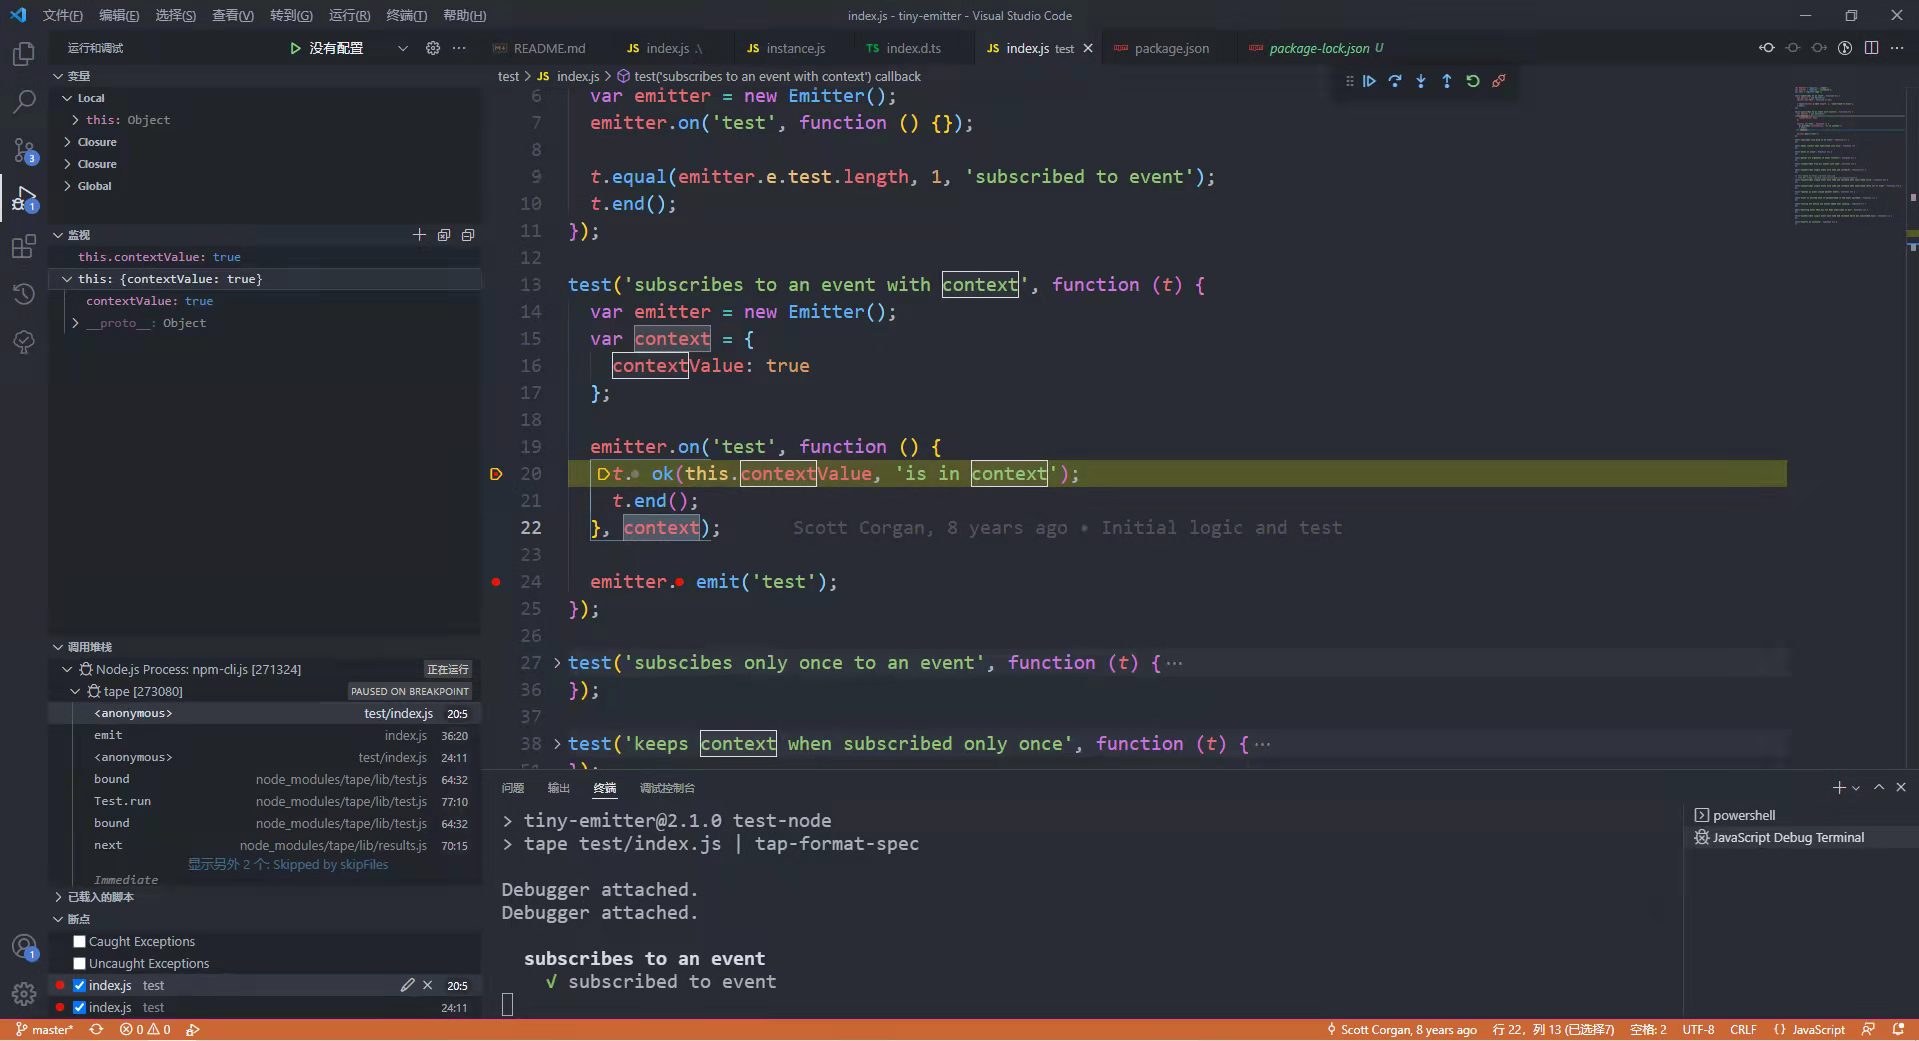 文件(F) 编辑(E) 选择(S) 查看(V) 转到(G) 运行(R) 终端(T) 帮助(H)
index.js - tiny-emitter - Visual Studio Code
运行和调试 没有配置
README.md JS index.js .\ JS instance.js TS index.d.ts JS index.js test package.json package-lock.json U
test > JS index.js > test('subscribes to an event with context') callback
变量
Local
this: Object
Closure
Closure
Global
监视
this.contextValue: true
this: {contextValue: true}
contextValue: true
__proto__: Object
6 var emitter = new Emitter();
7 emitter.on('test', function () {});
8
9 t.equal(emitter.e.test.length, 1, 'subscribed to event');
10 t.end();
11 });
12
13 test('subscribes to an event with context', function (t) {
14 var emitter = new Emitter();
15 var context = {
16 contextValue: true
17 };
18
19 emitter.on('test', function () {
20 t. ok(this.contextValue, 'is in context');
21 t.end();
22 }, context); Scott Corgan, 8 years ago • Initial logic and test
23
24 emitter. emit('test');
25 });
26
27 test('subscibes only once to an event', function (t) {⋯
36 });
37
38 test('keeps context when subscribed only once', function (t) {⋯
调用堆栈
Node.js Process: npm-cli.js [271324] 正在运行
tape [273080] PAUSED ON BREAKPOINT
<anonymous> test/index.js 20:5
emit index.js 36:20
<anonymous> test/index.js 24:11
bound node_modules/tape/lib/test.js 64:32
Test.run node_modules/tape/lib/test.js 77:10
bound node_modules/tape/lib/test.js 64:32
next node_modules/tape/lib/results.js 70:15
显示另外 2 个: Skipped by skipFiles
Immediate
已载入的脚本
断点
Caught Exceptions
Uncaught Exceptions
index.js test 20:5
index.js test 24:11
问题 输出 终端 调试控制台
> tiny-emitter@2.1.0 test-node
> tape test/index.js | tap-format-spec
Debugger attached.
Debugger attached.
subscribes to an event
√ subscribed to event
powershell
JavaScript Debug Terminal
3
1
1
master* 0 0
Scott Corgan, 8 years ago 行 22，列 13 (已选择7) 空格: 2 UTF-8 CRLF {} JavaScript